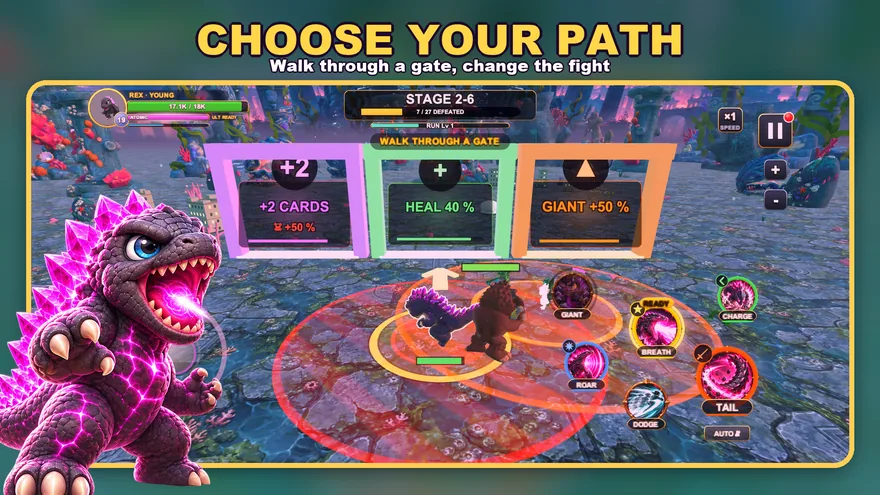 CHOOSE YOUR PATH
Walk through a gate, change the fight
REX · YOUNG
17.1K / 18K
19
ATOMIC
ULT READY
STAGE 2-6
7 / 27 DEFEATED
RUN Lv 1
WALK THROUGH A GATE
×1
SPEED
+
-
+2
+2 CARDS
+50 %
+
HEAL 40 %
GIANT +50 %
GIANT
READY
BREATH
CHARGE
ROAR
TAIL
DODGE
AUTO